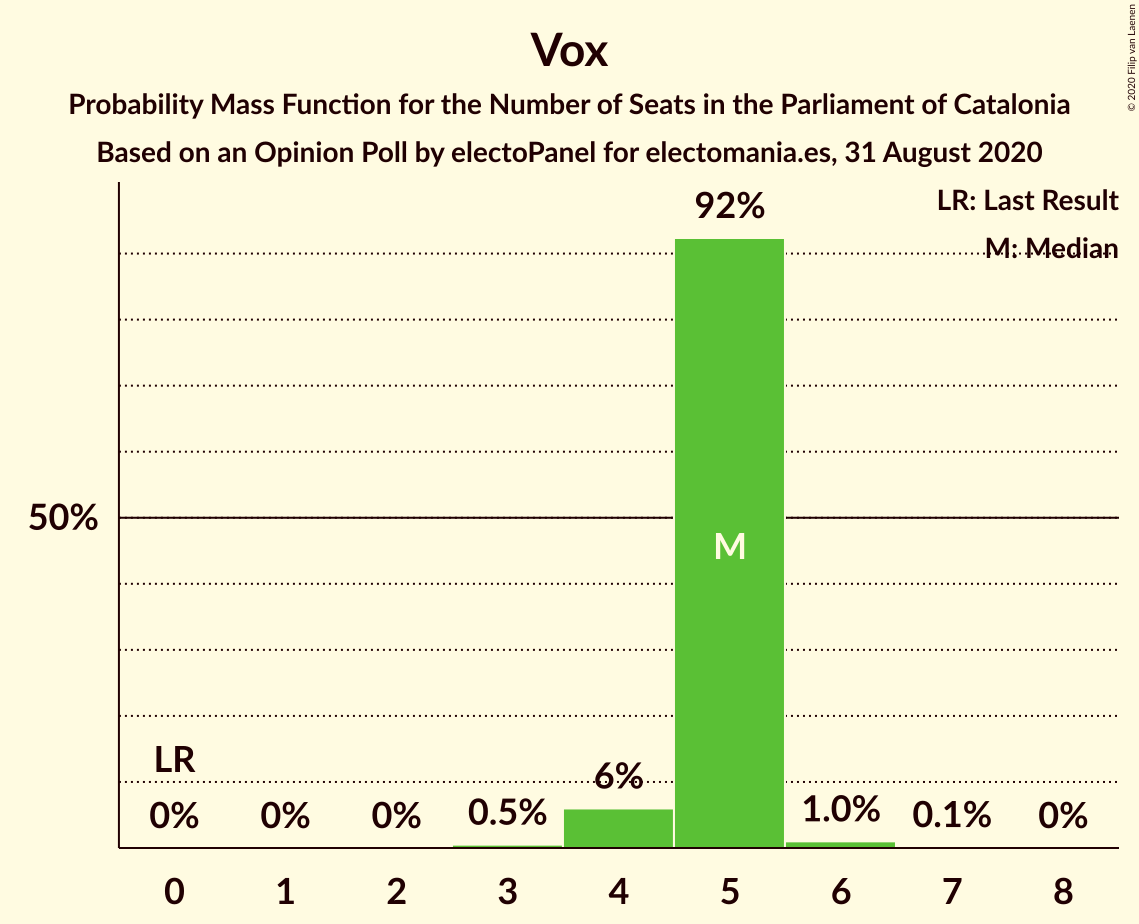 Vox
Probability Mass Function for the Number of Seats in the Parliament of Catalonia
Based on an Opinion Poll by electoPanel for electomania.es, 31 August 2020
© 2020 Filip van Laenen
LR: Last Result
M: Median
92%
50%
M
LR
0%
0%
0%
0.5%
6%
1.0%
0.1%
0%
0
1
2
3
4
5
6
7
8